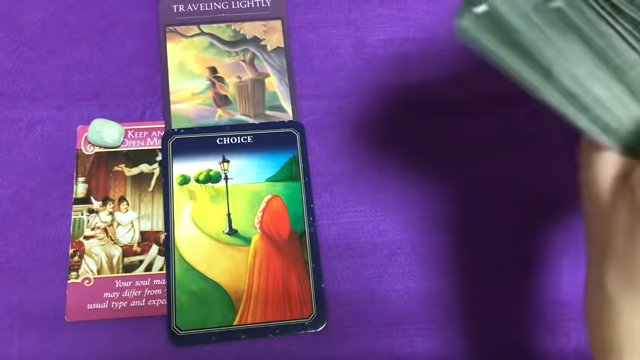 TRAVELING LIGHTLY
KEEP AN
OPEN MI
CHOICE
Your soul ma
may differ from
usual type and expe